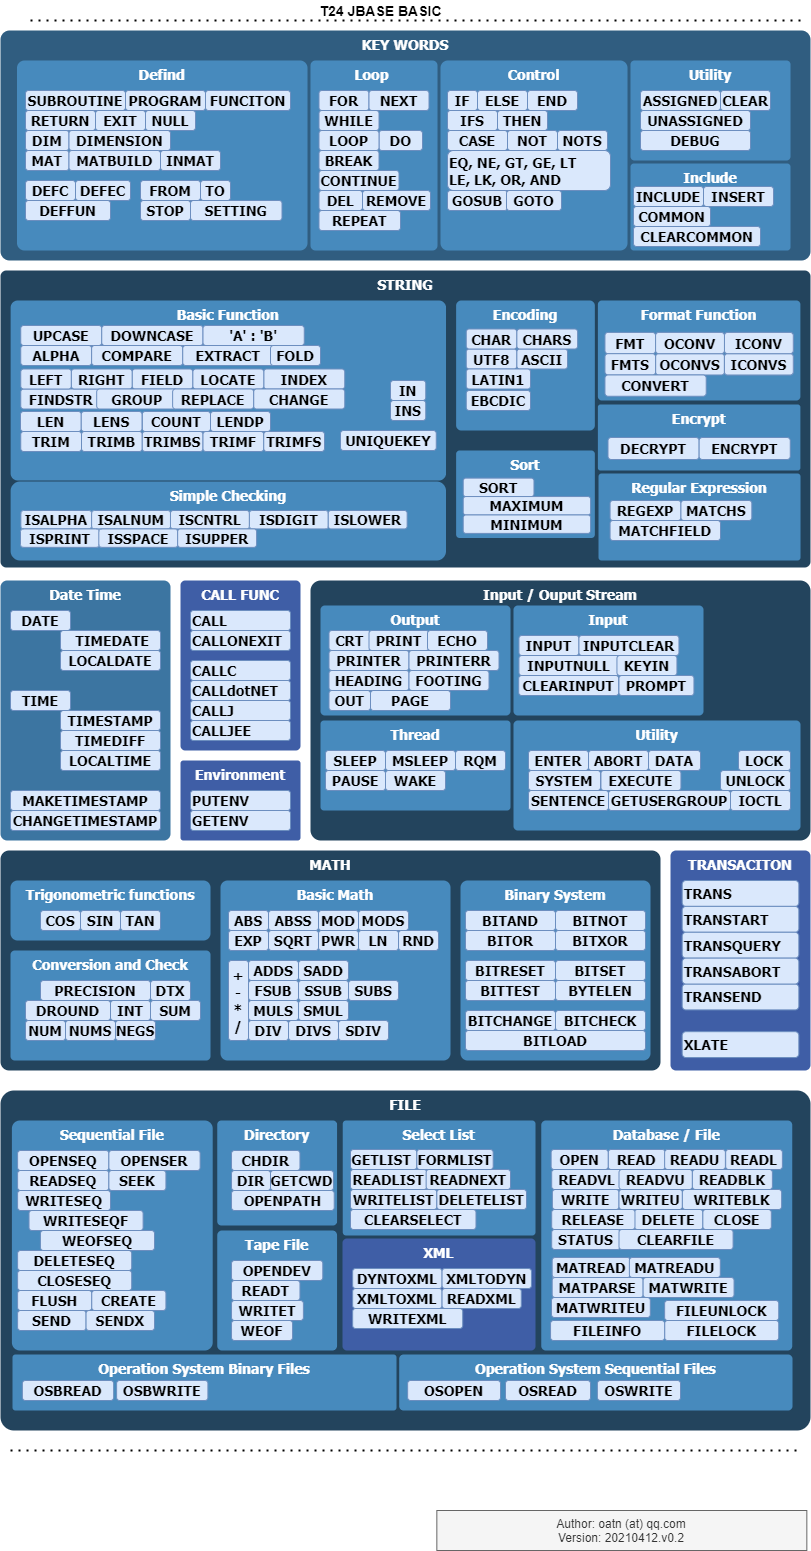 T24 JBASE BASIC
KEY WORDS
Defind
SUBROUTINE PROGRAM FUNCITON
RETURN EXIT NULL
DIM DIMENSION
MAT MATBUILD INMAT
DEFC DEFEC FROM TO
DEFFUN STOP SETTING
Loop
FOR NEXT
WHILE
LOOP DO
BREAK
CONTINUE
DEL REMOVE
REPEAT
Control
IF ELSE END
IFS THEN
CASE NOT NOTS
EQ, NE, GT, GE, LT
LE, LK, OR, AND
GOSUB GOTO
Utility
ASSIGNED CLEAR
UNASSIGNED
DEBUG
Include
INCLUDE INSERT
COMMON
CLEARCOMMON
STRING
Basic Function
UPCASE DOWNCASE 'A' : 'B'
ALPHA COMPARE EXTRACT FOLD
LEFT RIGHT FIELD LOCATE INDEX
FINDSTR GROUP REPLACE CHANGE
IN
INS
LEN LENS COUNT LENDP
TRIM TRIMB TRIMBS TRIMF TRIMFS UNIQUEKEY
Simple Checking
ISALPHA ISALNUM ISCNTRL ISDIGIT ISLOWER
ISPRINT ISSPACE ISUPPER
Encoding
CHAR CHARS
UTF8 ASCII
LATIN1
EBCDIC
Sort
SORT
MAXIMUM
MINIMUM
Format Function
FMT OCONV ICONV
FMTS OCONVS ICONVS
CONVERT
Encrypt
DECRYPT ENCRYPT
Regular Expression
REGEXP MATCHS
MATCHFIELD
Date Time
DATE
TIMEDATE
LOCALDATE
TIME
TIMESTAMP
TIMEDIFF
LOCALTIME
MAKETIMESTAMP
CHANGETIMESTAMP
CALL FUNC
CALL
CALLONEXIT
CALLC
CALLdotNET
CALLJ
CALLJEE
Environment
PUTENV
GETENV
Input / Ouput Stream
Output
CRT PRINT ECHO
PRINTER PRINTERR
HEADING FOOTING
OUT PAGE
Input
INPUT INPUTCLEAR
INPUTNULL KEYIN
CLEARINPUT PROMPT
Thread
SLEEP MSLEEP RQM
PAUSE WAKE
Utility
ENTER ABORT DATA LOCK
SYSTEM EXECUTE UNLOCK
SENTENCE GETUSERGROUP IOCTL
MATH
Trigonometric functions
COS SIN TAN
Conversion and Check
PRECISION DTX
DROUND INT SUM
NUM NUMS NEGS
Basic Math
ABS ABSS MOD MODS
EXP SQRT PWR LN RND
+ ADDS SADD
- FSUB SSUB SUBS
* MULS SMUL
/ DIV DIVS SDIV
Binary System
BITAND BITNOT
BITOR BITXOR
BITRESET BITSET
BITTEST BYTELEN
BITCHANGE BITCHECK
BITLOAD
TRANSACITON
TRANS
TRANSTART
TRANSQUERY
TRANSABORT
TRANSEND
XLATE
FILE
Sequential File
OPENSEQ OPENSER
READSEQ SEEK
WRITESEQ
WRITESEQF
WEOFSEQ
DELETESEQ
CLOSESEQ
FLUSH CREATE
SEND SENDX
Directory
CHDIR
DIR GETCWD
OPENPATH
Tape File
OPENDEV
READT
WRITET
WEOF
Select List
GETLIST FORMLIST
READLIST READNEXT
WRITELIST DELETELIST
CLEARSELECT
XML
DYNTOXML XMLTODYN
XMLTOXML READXML
WRITEXML
Database / File
OPEN READ READU READL
READVL READVU READBLK
WRITE WRITEU WRITEBLK
RELEASE DELETE CLOSE
STATUS CLEARFILE
MATREAD MATREADU
MATPARSE MATWRITE
MATWRITEU FILEUNLOCK
FILEINFO FILELOCK
Operation System Binary Files
OSBREAD OSBWRITE
Operation System Sequential Files
OSOPEN OSREAD OSWRITE
Author: oatn (at) qq.com
Version: 20210412.v0.2